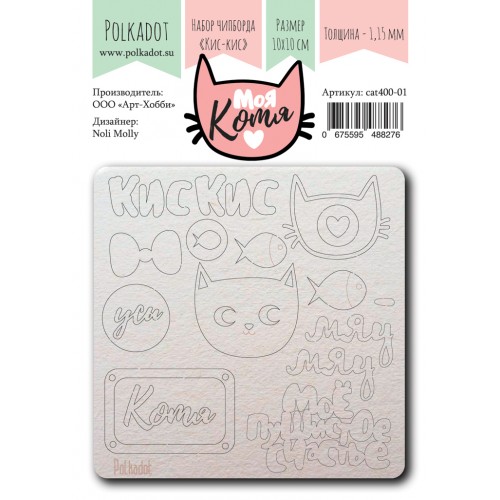 POLKADOT
www.polkadot.su
НАБОР ЧИПБОРДА
«КИС-КИС»
РАЗМЕР
10Х10 СМ
ТОЛЩИНА - 1,15 ММ
Производитель:
ООО «Арт-Хобби»
Дизайнер:
Noli Molly
Моя
Котя
Артикул: cat400-01
0 675595 488276
КИС КИС
усы
мяу
мяу
Котя
Моё
Пушистое
Счастье
Polkadot